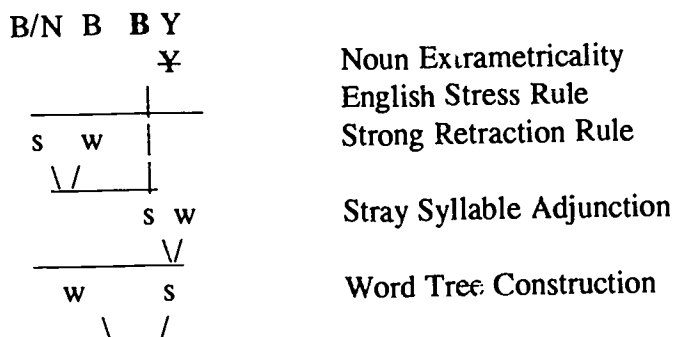 B/N B B Y
Y Noun Extrametricality
English Stress Rule
s w Strong Retraction Rule
s w Stray Syllable Adjunction
w s Word Tree Construction